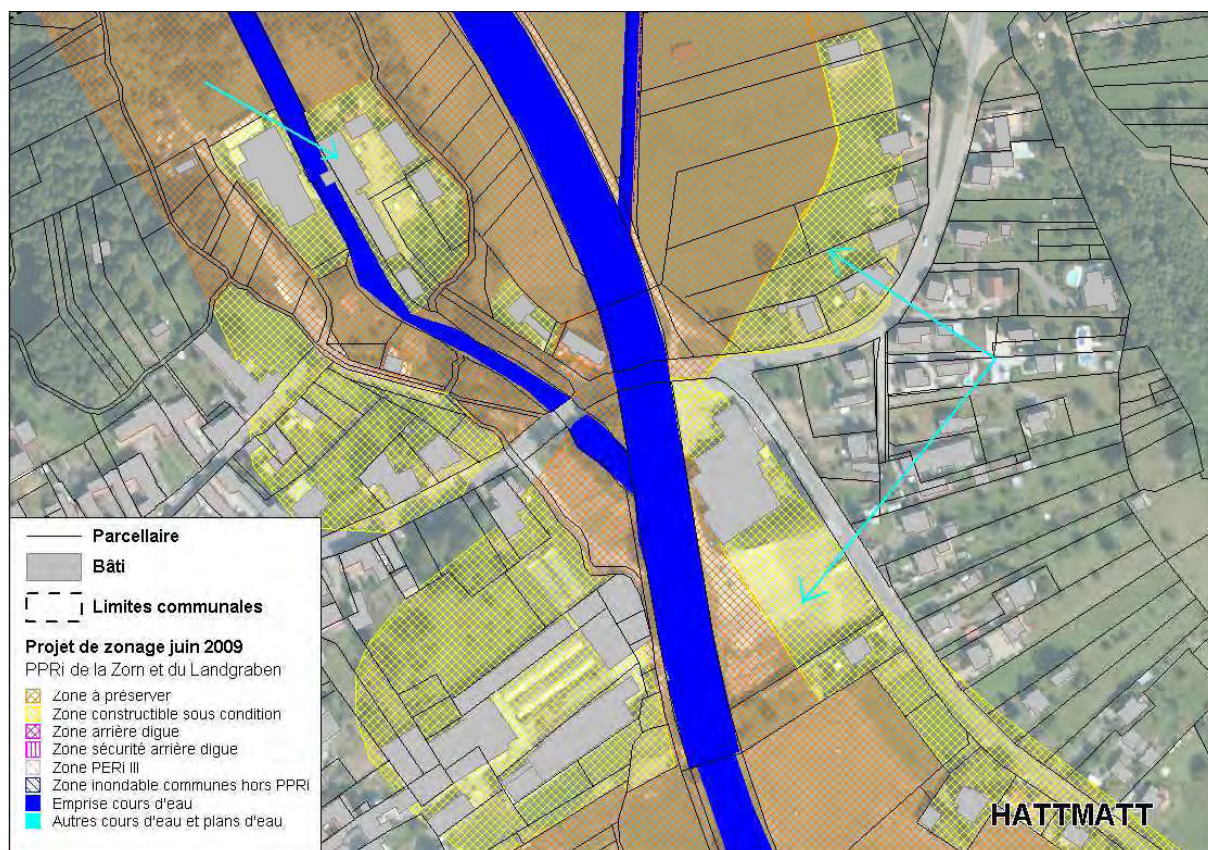 Parcellaire
Bâti
Limites communales
Projet de zonage juin 2009
PPRi de la Zorn et du Landgraben
Zone à préserver
Zone constructible sous condition
Zone arrière digue
Zone sécurité arrière digue
Zone PERi III
Zone inondable communes hors PPRi
Emprise cours d'eau
Autres cours d'eau et plans d'eau
HATTMATT